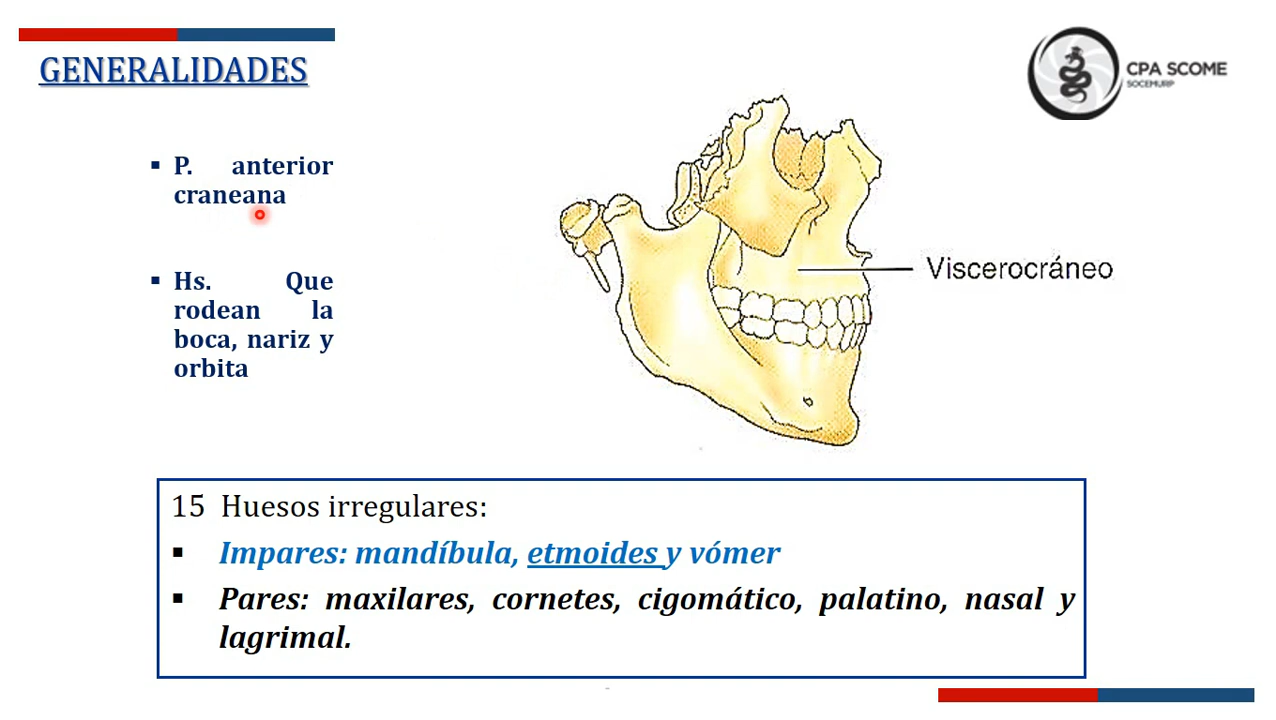 GENERALIDADES
CPA SCOME
SOCEMURP
▪ P. anterior
craneana
▪ Hs. Que
rodean la
boca, nariz y
orbita
Viscerocráneo
15 Huesos irregulares:
▪ Impares: mandíbula, etmoides y vómer
▪ Pares: maxilares, cornetes, cigomático, palatino, nasal y
lagrimal.